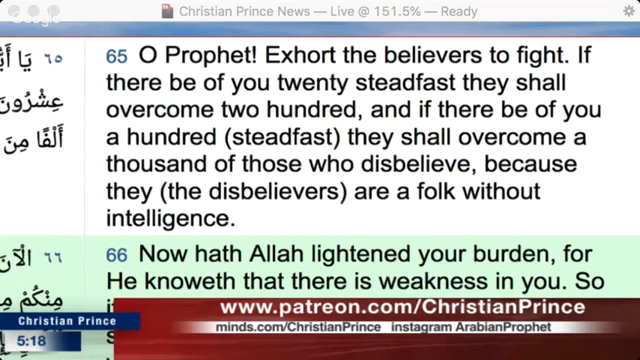 Christian Prince News — Live @ 151.5% — Ready
Google
65 O Prophet! Exhort the believers to fight. If
there be of you twenty steadfast they shall
overcome two hundred, and if there be of you
a hundred (steadfast) they shall overcome a
thousand of those who disbelieve, because
they (the disbelievers) are a folk without
intelligence.
٦٥ يَا
عِشْرُونَ
أَلْفًا مِنَ
66 Now hath Allah lightened your burden, for
He knoweth that there is weakness in you. So
٦٦ الْآنَ
مِنْكُمْ
www.patreon.com/ChristianPrince
minds.com/ChristianPrince instagram ArabianProphet
Christian Prince
5:18